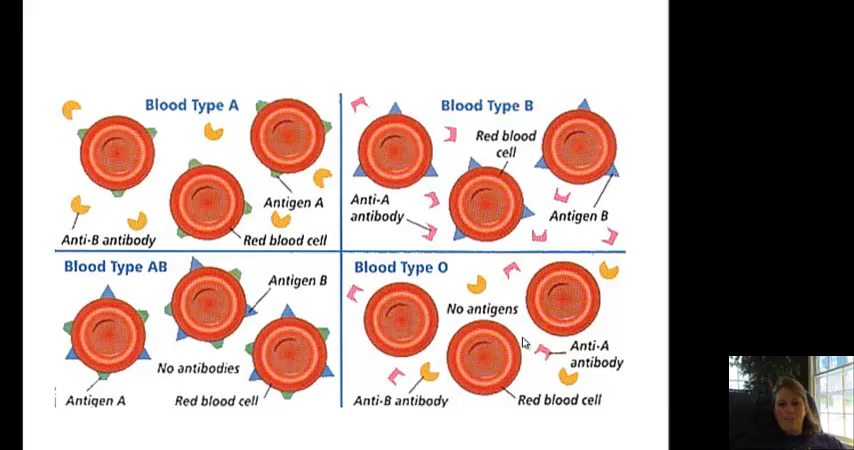 Blood Type A
Antigen A
Anti-B antibody
Red blood cell
Blood Type B
Red blood
cell
Anti-A
antibody
Antigen B
Blood Type AB
Antigen B
No antibodies
Antigen A
Red blood cell
Blood Type O
No antigens
Anti-A
antibody
Anti-B antibody
Red blood cell